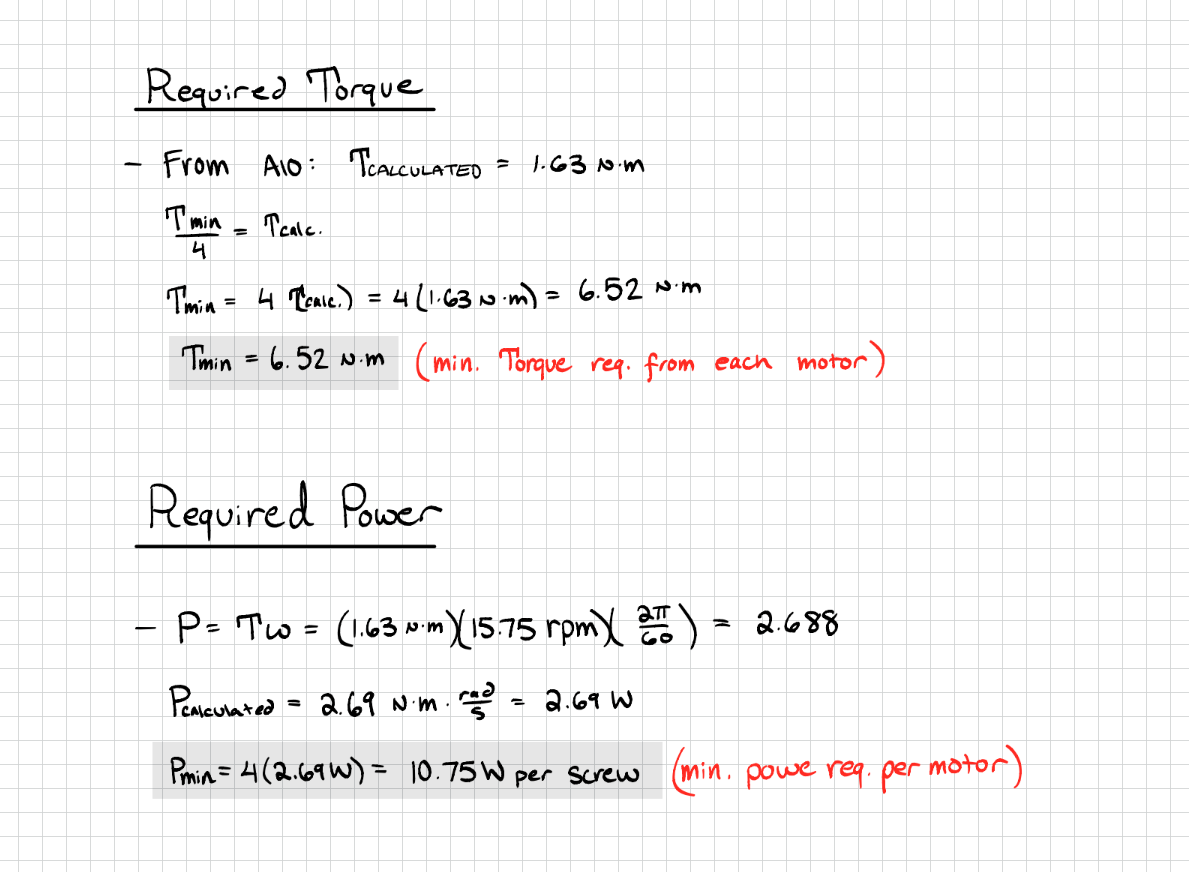 Required Torque
- From A10: TCALCULATED = 1.63 N·m
Tmin/4 = Tcalc.
Tmin = 4 (Tcalc.) = 4(1.63 N·m) = 6.52 N·m
Tmin = 6.52 N·m (min. Torque req. from each motor)
Required Power
- P = Tω = (1.63 N·m)(15.75 rpm)(2π/60) = 2.688
Pcalculated = 2.69 N·m · rad/s = 2.69 W
Pmin = 4(2.69W) = 10.75W per screw (min. powe req. per motor)